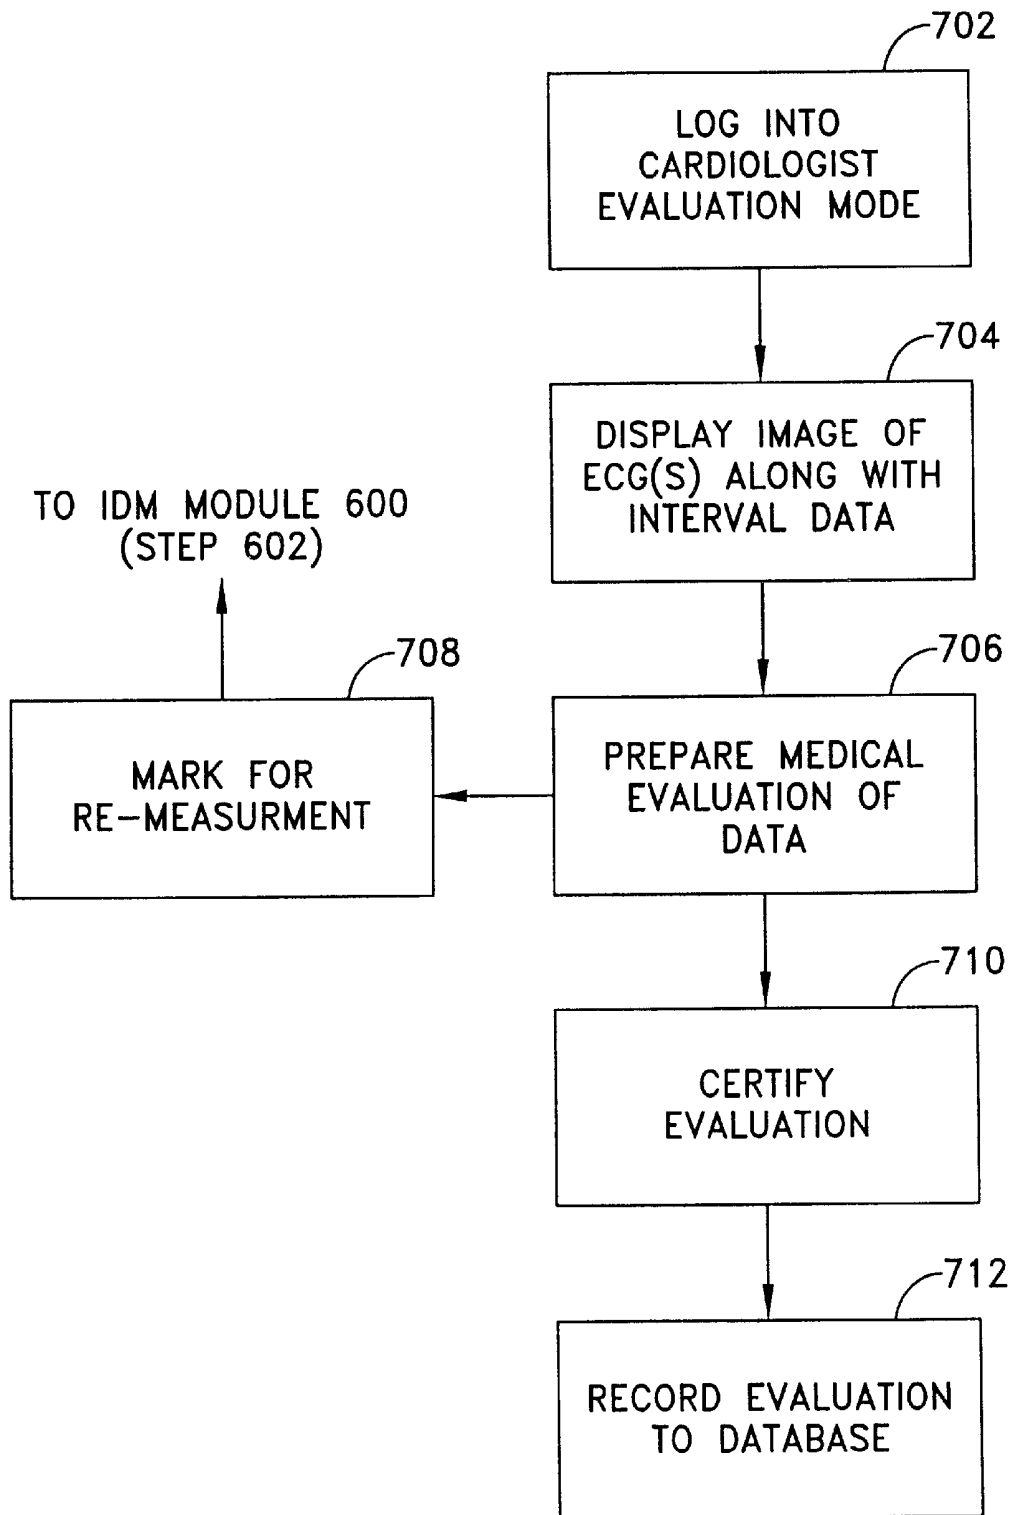 702
LOG INTO
CARDIOLOGIST
EVALUATION MODE
704
DISPLAY IMAGE OF
ECG(S) ALONG WITH
INTERVAL DATA
TO IDM MODULE 600
(STEP 602)
706
PREPARE MEDICAL
EVALUATION OF
DATA
708
MARK FOR
RE-MEASURMENT
710
CERTIFY
EVALUATION
712
RECORD EVALUATION
TO DATABASE